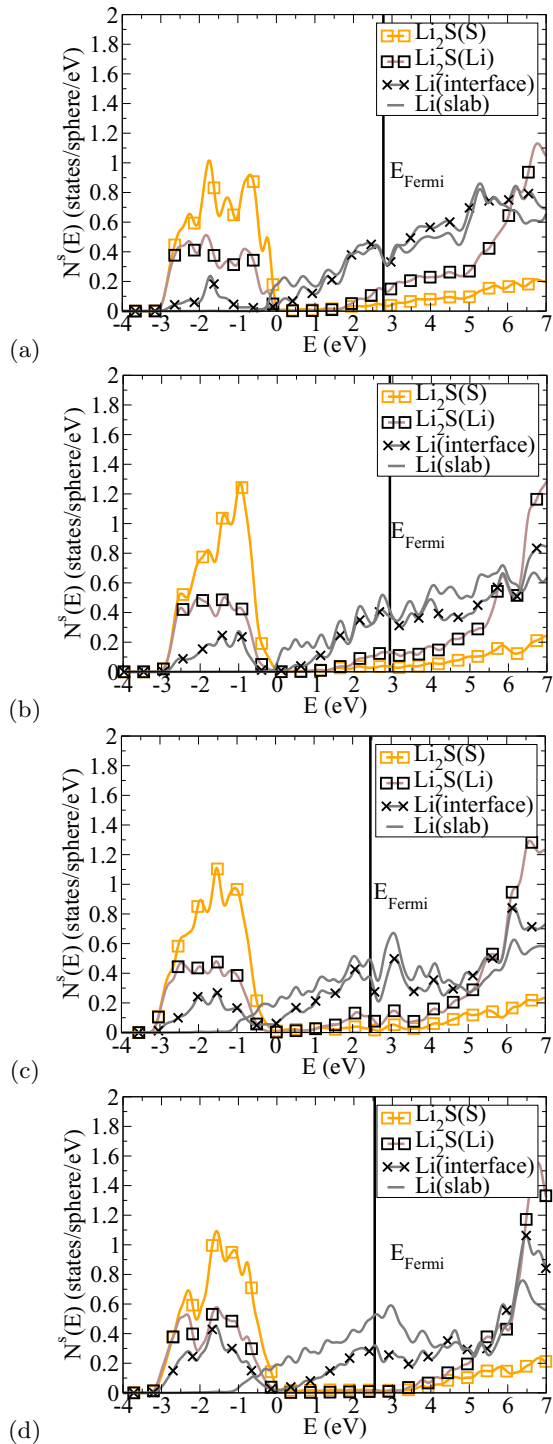 2
1.8
1.6
1.4
1.2
1
0.8
0.6
0.4
0.2
0
N^s(E) (states/sphere/eV)
Li2S(S)
Li2S(Li)
Li(interface)
Li(slab)
E_Fermi
-4 -3 -2 -1 0 1 2 3 4 5 6 7
E (eV)
(a)
2
1.8
1.6
1.4
1.2
1
0.8
0.6
0.4
0.2
0
N^s(E) (states/sphere/eV)
Li2S(S)
Li2S(Li)
Li(interface)
Li(slab)
E_Fermi
-4 -3 -2 -1 0 1 2 3 4 5 6 7
E (eV)
(b)
2
1.8
1.6
1.4
1.2
1
0.8
0.6
0.4
0.2
0
N^s(E) (states/sphere/eV)
Li2S(S)
Li2S(Li)
Li(interface)
Li(slab)
E_Fermi
-4 -3 -2 -1 0 1 2 3 4 5 6 7
E (eV)
(c)
2
1.8
1.6
1.4
1.2
1
0.8
0.6
0.4
0.2
0
N^s(E) (states/sphere/eV)
Li2S(S)
Li2S(Li)
Li(interface)
Li(slab)
E_Fermi
-4 -3 -2 -1 0 1 2 3 4 5 6 7
E (eV)
(d)